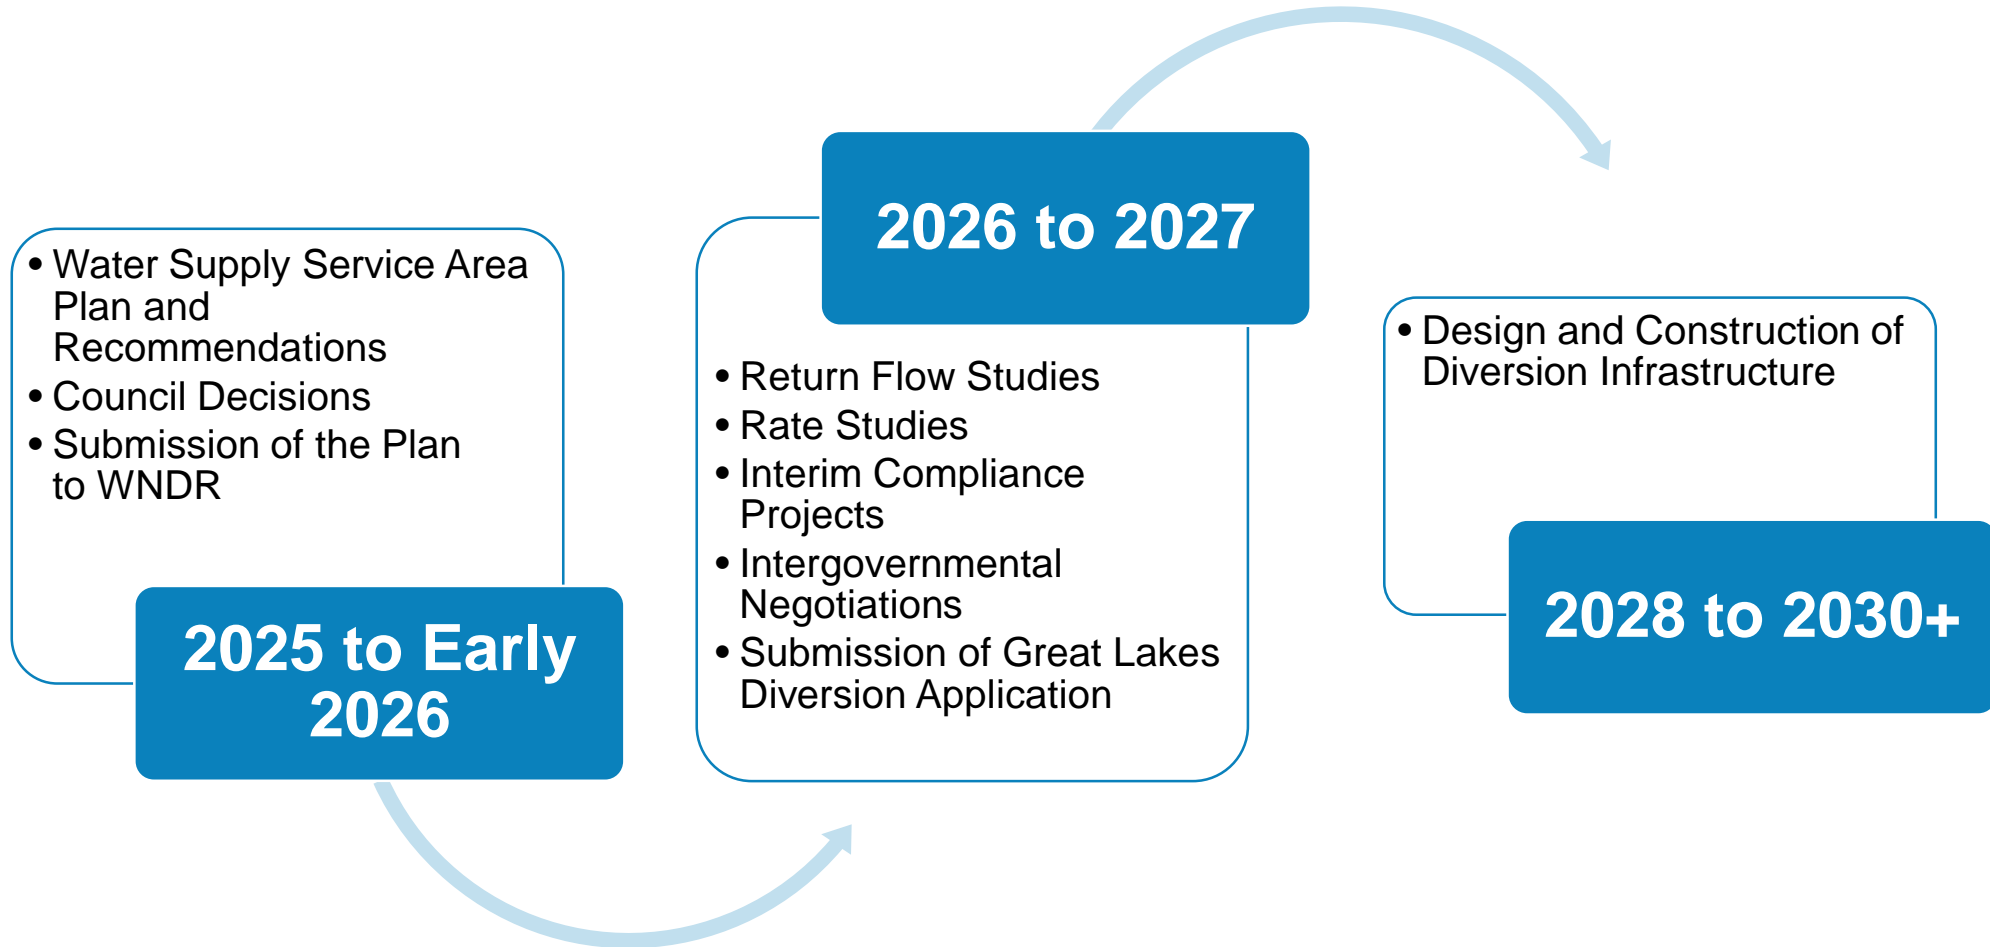 • Water Supply Service Area
Plan and
Recommendations
• Council Decisions
• Submission of the Plan
to WNDR
2025 to Early
2026
2026 to 2027
• Return Flow Studies
• Rate Studies
• Interim Compliance
Projects
• Intergovernmental
Negotiations
• Submission of Great Lakes
Diversion Application
• Design and Construction of
Diversion Infrastructure
2028 to 2030+